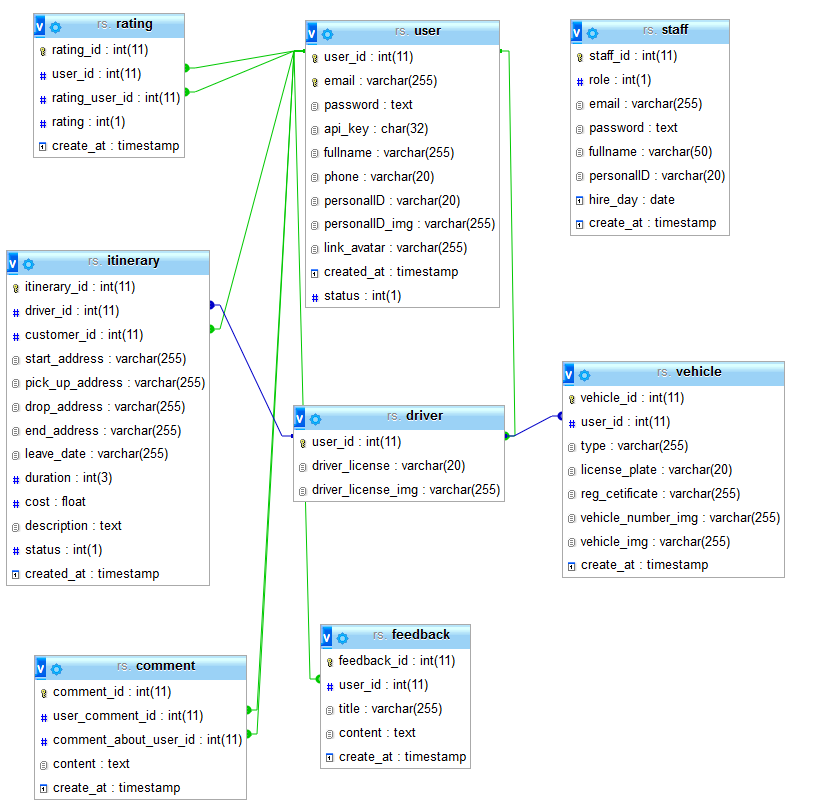 v rs. rating
rating_id : int(11)
user_id : int(11)
rating_user_id : int(11)
rating : int(1)
create_at : timestamp
v rs. user
user_id : int(11)
email : varchar(255)
password : text
api_key : char(32)
fullname : varchar(255)
phone : varchar(20)
personalID : varchar(20)
personalID_img : varchar(255)
link_avatar : varchar(255)
created_at : timestamp
status : int(1)
v rs. staff
staff_id : int(11)
role : int(1)
email : varchar(255)
password : text
fullname : varchar(50)
personalID : varchar(20)
hire_day : date
create_at : timestamp
v rs. itinerary
itinerary_id : int(11)
driver_id : int(11)
customer_id : int(11)
start_address : varchar(255)
pick_up_address : varchar(255)
drop_address : varchar(255)
end_address : varchar(255)
leave_date : varchar(255)
duration : int(3)
cost : float
description : text
status : int(1)
created_at : timestamp
v rs. driver
user_id : int(11)
driver_license : varchar(20)
driver_license_img : varchar(255)
v rs. vehicle
vehicle_id : int(11)
user_id : int(11)
type : varchar(255)
license_plate : varchar(20)
reg_cetificate : varchar(255)
vehicle_number_img : varchar(255)
vehicle_img : varchar(255)
create_at : timestamp
v rs. comment
comment_id : int(11)
user_comment_id : int(11)
comment_about_user_id : int(11)
content : text
create_at : timestamp
v rs. feedback
feedback_id : int(11)
user_id : int(11)
title : varchar(255)
content : text
create_at : timestamp